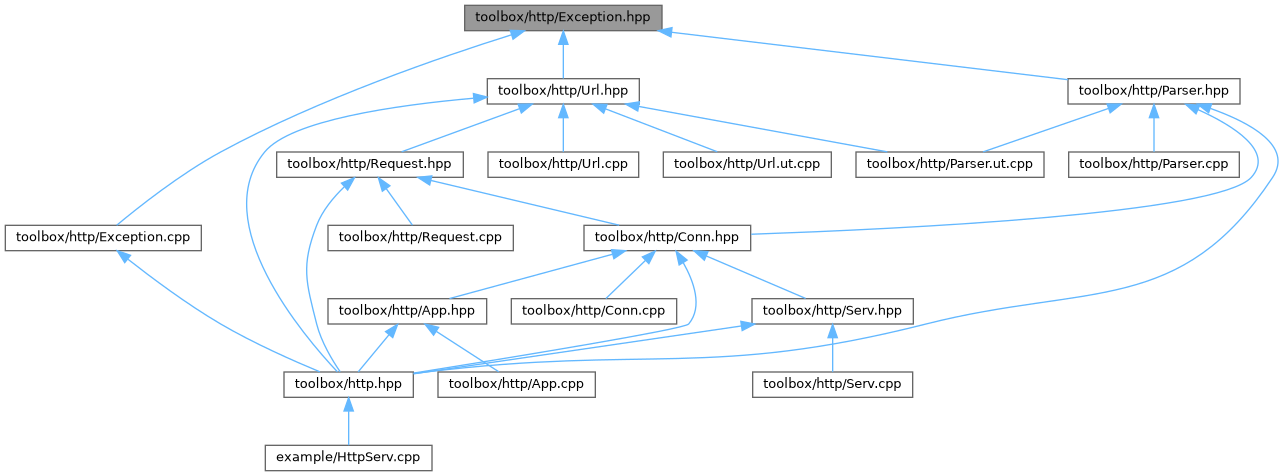 toolbox/http/Exception.hpp
toolbox/http/Url.hpp
toolbox/http/Parser.hpp
toolbox/http/Request.hpp
toolbox/http/Url.cpp
toolbox/http/Url.ut.cpp
toolbox/http/Parser.ut.cpp
toolbox/http/Parser.cpp
toolbox/http/Exception.cpp
toolbox/http/Request.cpp
toolbox/http/Conn.hpp
toolbox/http/App.hpp
toolbox/http/Conn.cpp
toolbox/http/Serv.hpp
toolbox/http.hpp
toolbox/http/App.cpp
toolbox/http/Serv.cpp
example/HttpServ.cpp